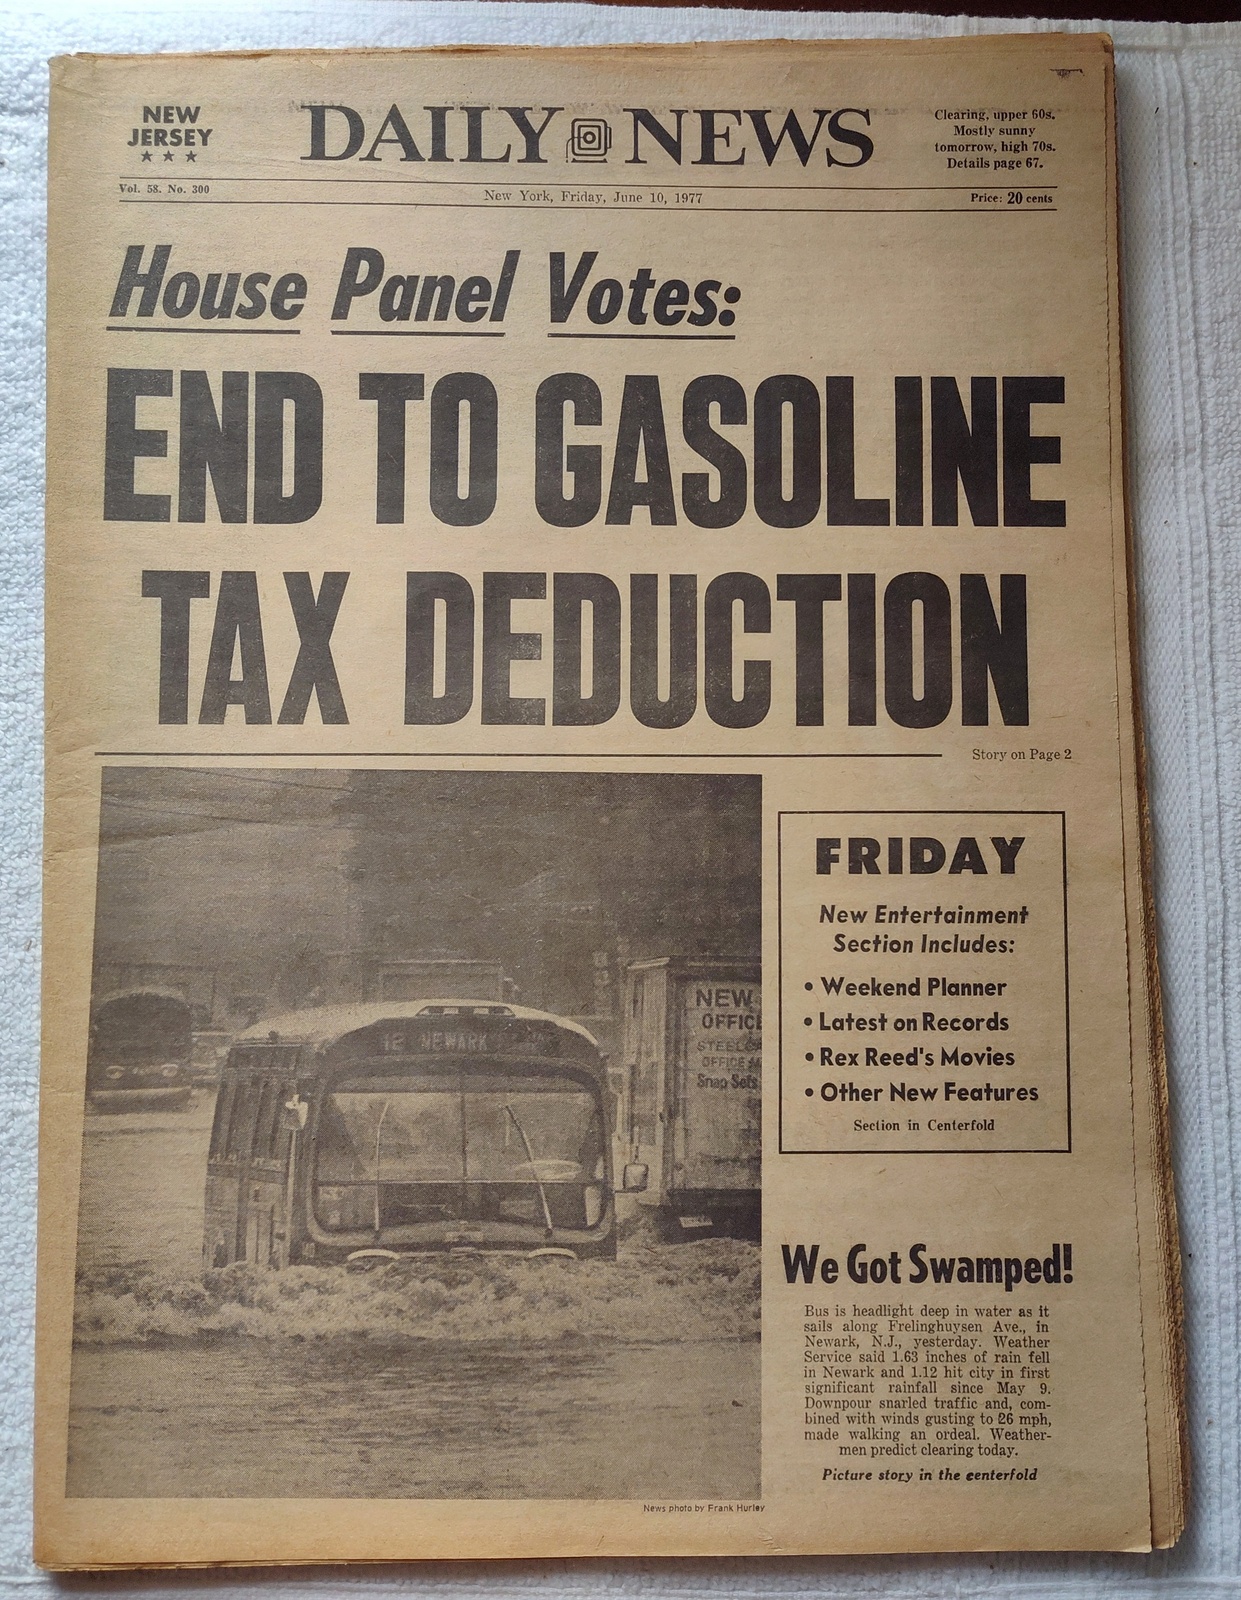 NEW
JERSEY
★ ★ ★
DAILY NEWS
Clearing, upper 60s.
Mostly sunny
tomorrow, high 70s.
Details page 67.
Vol. 58. No. 300
New York, Friday, June 10, 1977
Price: 20 cents
House Panel Votes:
END TO GASOLINE
TAX DEDUCTION
Story on Page 2
12 NEWARK
NEW
OFFIC
STEELC
OFFICE
Snap Sets
FRIDAY
New Entertainment
Section Includes:
• Weekend Planner
• Latest on Records
• Rex Reed's Movies
• Other New Features
Section in Centerfold
We Got Swamped!
Bus is headlight deep in water as it
sails along Frelinghuysen Ave., in
Newark, N.J., yesterday. Weather
Service said 1.63 inches of rain fell
in Newark and 1.12 hit city in first
significant rainfall since May 9.
Downpour snarled traffic and, com-
bined with winds gusting to 26 mph,
made walking an ordeal. Weather-
men predict clearing today.
Picture story in the centerfold
News photo by Frank Hurley